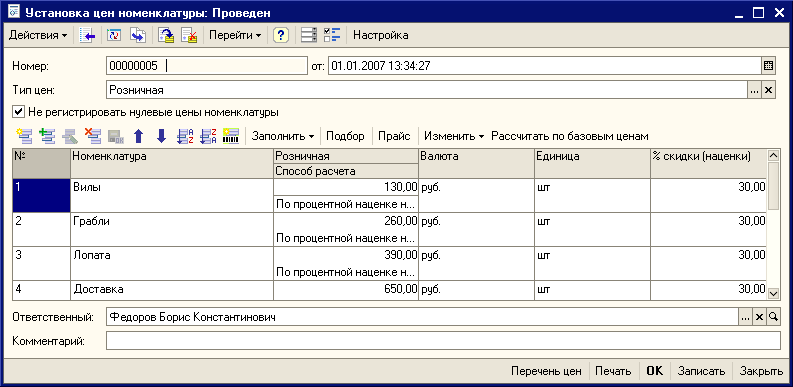 Установка цен номенклатуры: Проведен
Действия Перейти ? Настройка
Номер: 00000005 от: 01.01.2007 13:34:27
Тип цен: Розничная ... x
Не регистрировать нулевые цены номенклатуры
Заполнить Подбор Прайс Изменить Рассчитать по базовым ценам
№ Номенклатура Розничная Валюта Единица % скидки (наценки)
Способ расчета
1 Вилы 130,00 руб. шт 30,00
По процентной наценке н...
2 Грабли 260,00 руб. шт 30,00
По процентной наценке н...
3 Лопата 390,00 руб. шт 30,00
По процентной наценке н...
4 Доставка 650,00 руб. шт 30,00
Ответственный: Федоров Борис Константинович ... x
Комментарий:
Перечень цен Печать OK Записать Закрыть